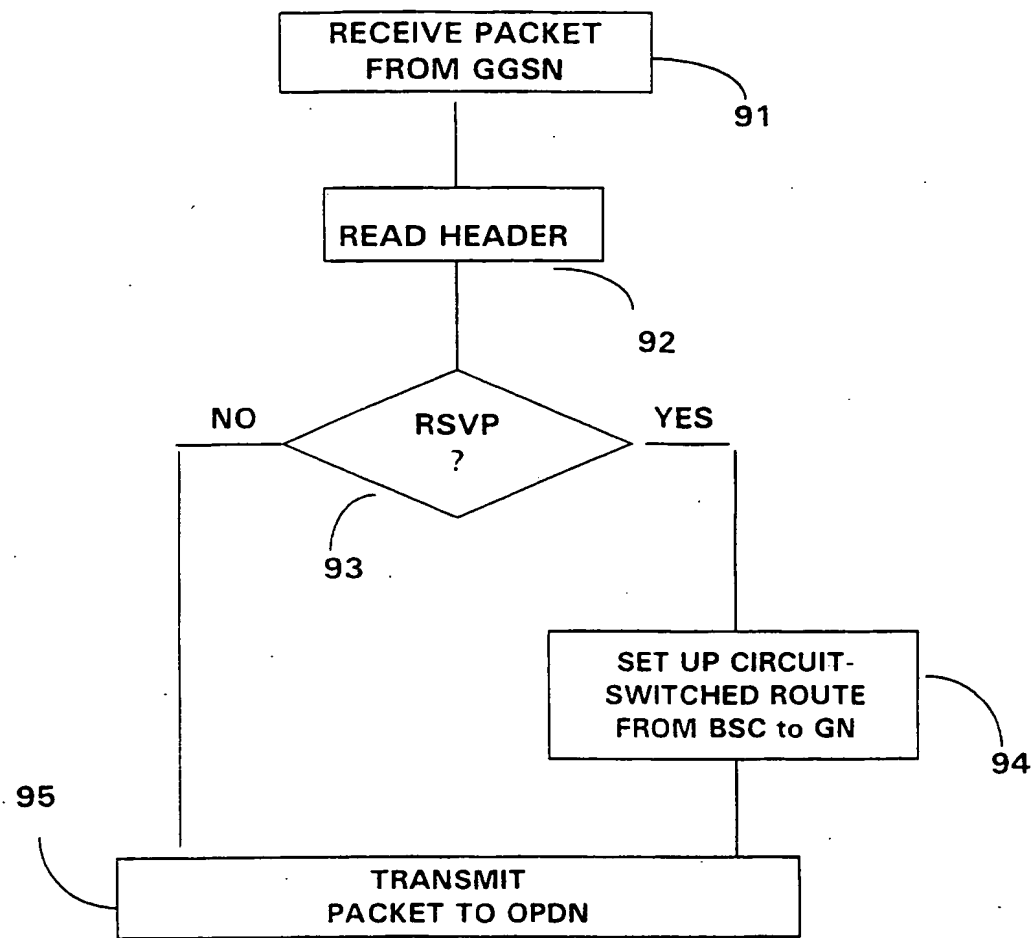 RECEIVE PACKET
FROM GGSN
91
READ HEADER
92
NO
RSVP
?
YES
93
SET UP CIRCUIT-
SWITCHED ROUTE
FROM BSC to GN
94
95
TRANSMIT
PACKET TO OPDN